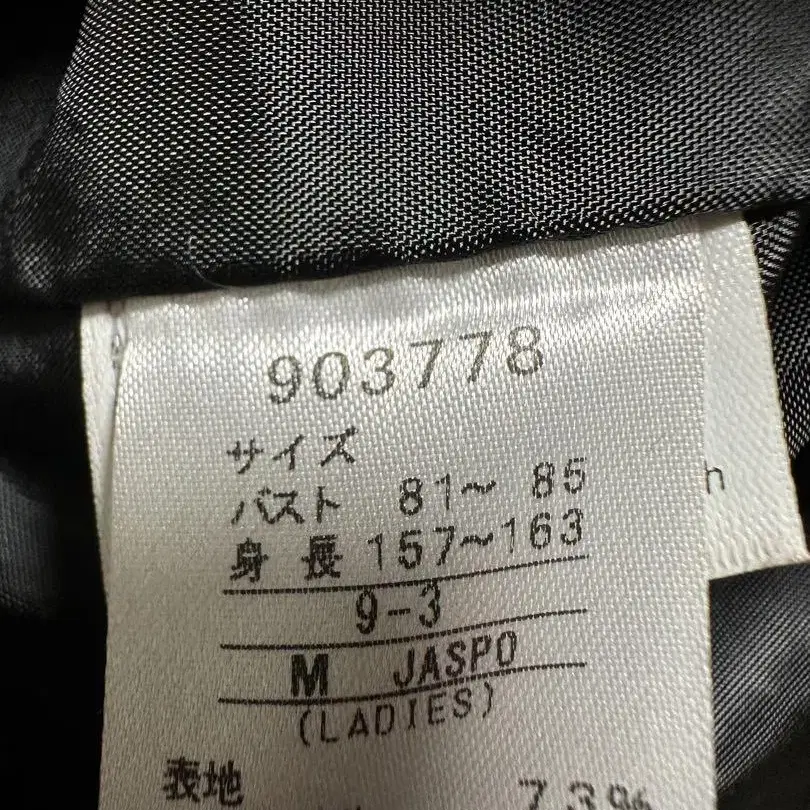 903778
サイズ
バスト 81～ 85
身 長 157～163
9-3
M JASPO
(LADIES)
表地
73%
n